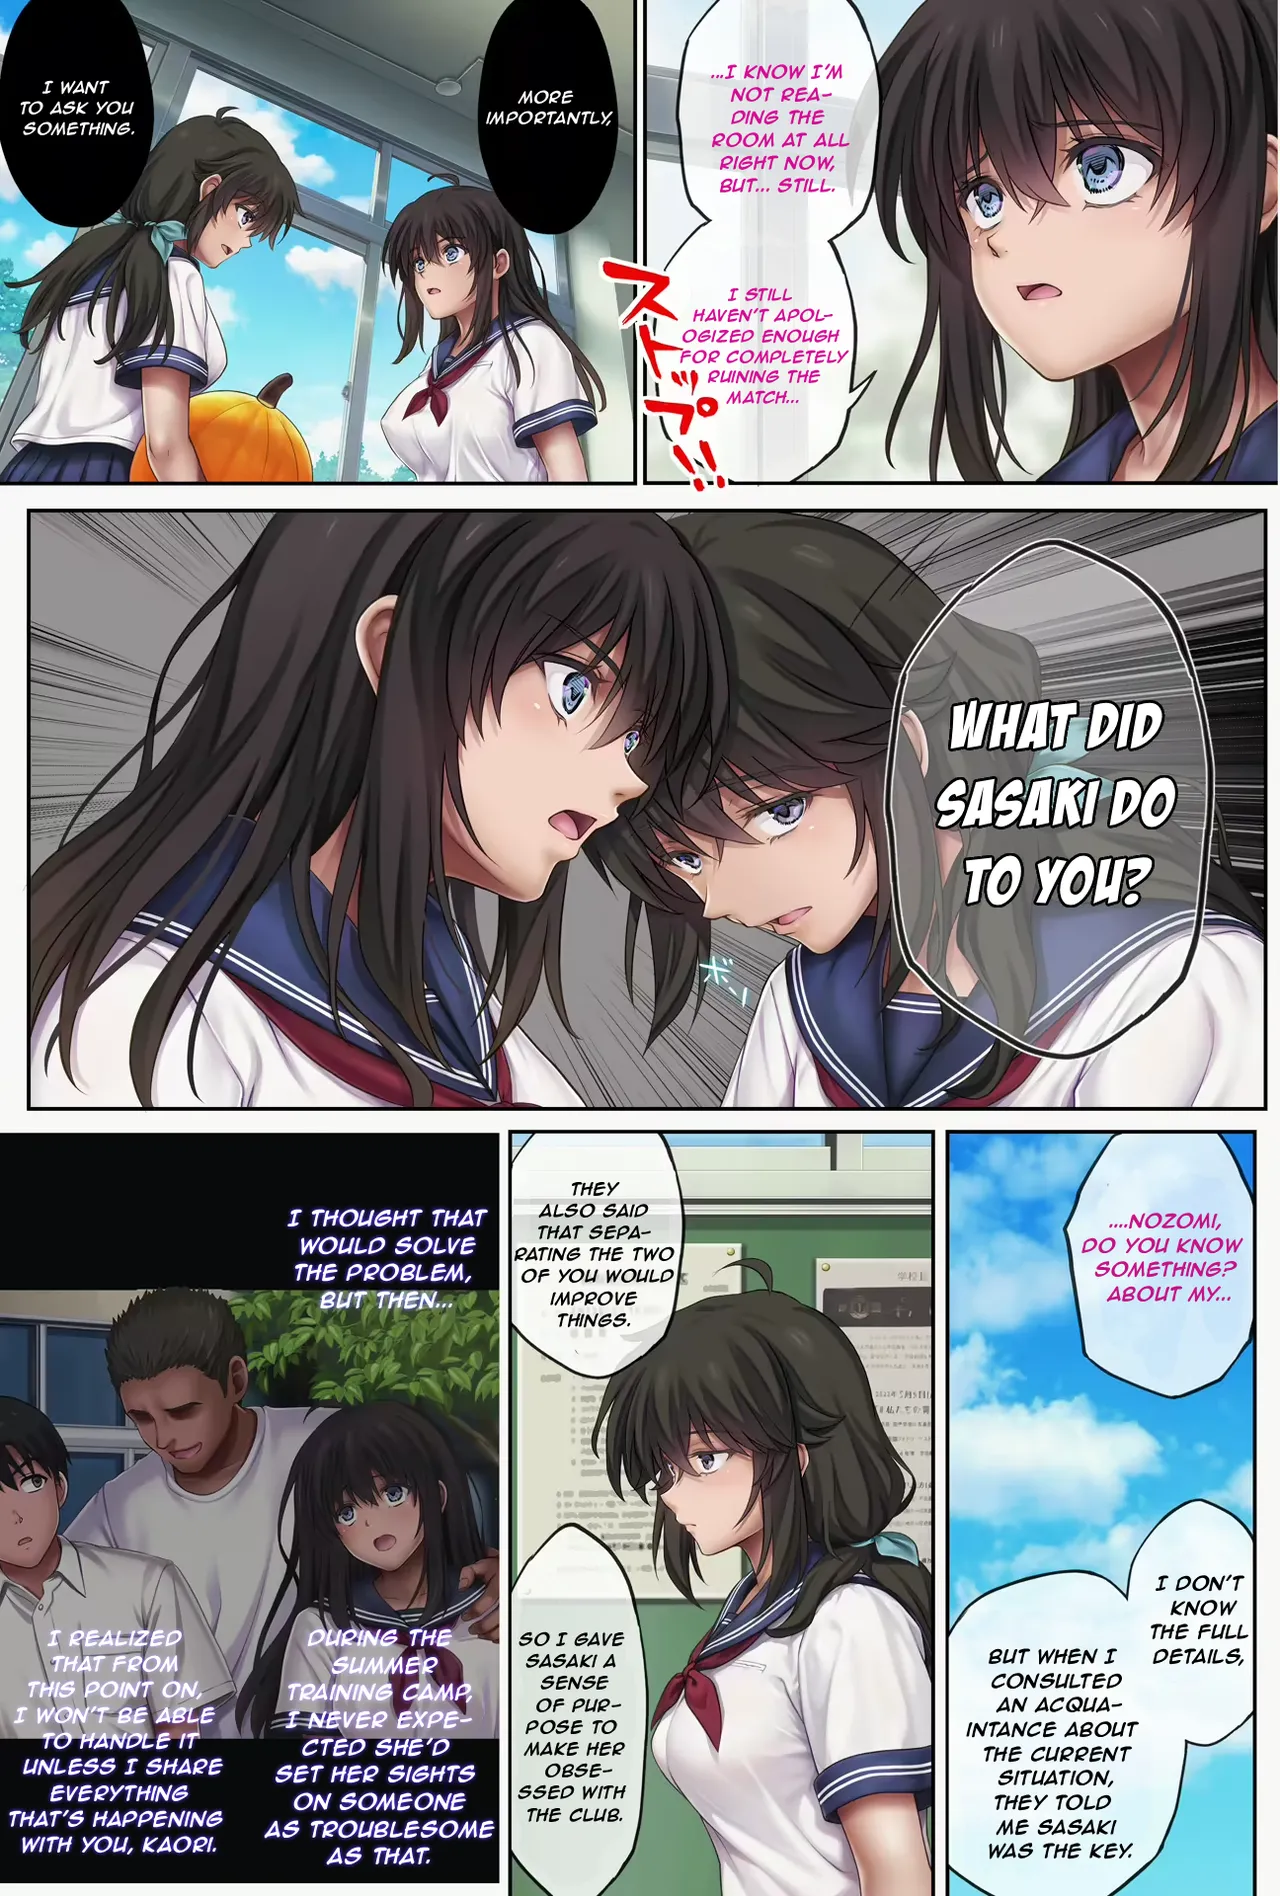 ...I KNOW I'M
NOT REA-
DING THE
ROOM AT ALL
RIGHT NOW,
BUT... STILL.
I STILL
HAVEN'T APOL-
OGIZED ENOUGH
FOR COMPLETELY
RUINING THE
MATCH...
ストップ!!
MORE
IMPORTANTLY,
I WANT
TO ASK YOU
SOMETHING.
WHAT DID
SASAKI DO
TO YOU?
....NOZOMI,
DO YOU KNOW
SOMETHING?
ABOUT MY...
I DON'T
KNOW
THE FULL
DETAILS,
BUT WHEN I
CONSULTED
AN ACQUA-
INTANCE ABOUT
THE CURRENT
SITUATION,
THEY TOLD
ME SASAKI
WAS THE KEY.
THEY
ALSO SAID
THAT SEPA-
RATING THE TWO
OF YOU WOULD
IMPROVE
THINGS.
SO I GAVE
SASAKI A
SENSE
OF PUR-
POSE TO
MAKE HER
OBSE-
SSED WITH
THE CLUB.
I THOUGHT THAT
WOULD SOLVE
THE PROBLEM,
BUT THEN...
DURING THE
SUMMER
TRAINING CAMP,
I NEVER EXPE-
CTED SHE'D
SET HER SIGHTS
ON SOMEONE
AS TROUBLESOME
AS THAT.
I REALIZED
THAT FROM
THIS POINT ON,
I WON'T BE ABLE
TO HANDLE IT
UNLESS I SHARE
EVERYTHING
THAT'S HAPPENING
WITH YOU, KAORI.